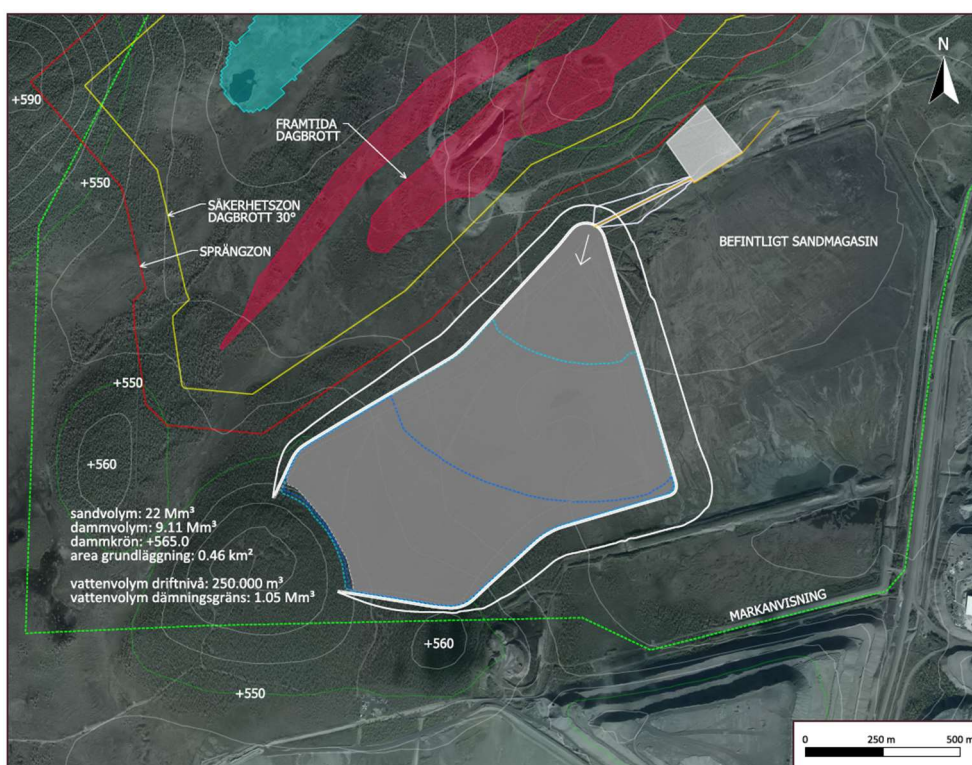 N
+590
FRAMTIDA
DAGBROTT
+550
SÄKERHETSZON
DAGBROTT 30°
SPRÄNGZON
BEFINTLIGT SANDMAGASIN
+550
+560
sandvolym: 22 Mm³
dammvolym: 9.11 Mm³
dammkrön: +565.0
area grundläggning: 0.46 km²
vattenvolym driftnivå: 250.000 m³
vattenvolym dämningsgräns: 1.05 Mm³
MARKANVISNING
+560
+550
0 250 m 500 m